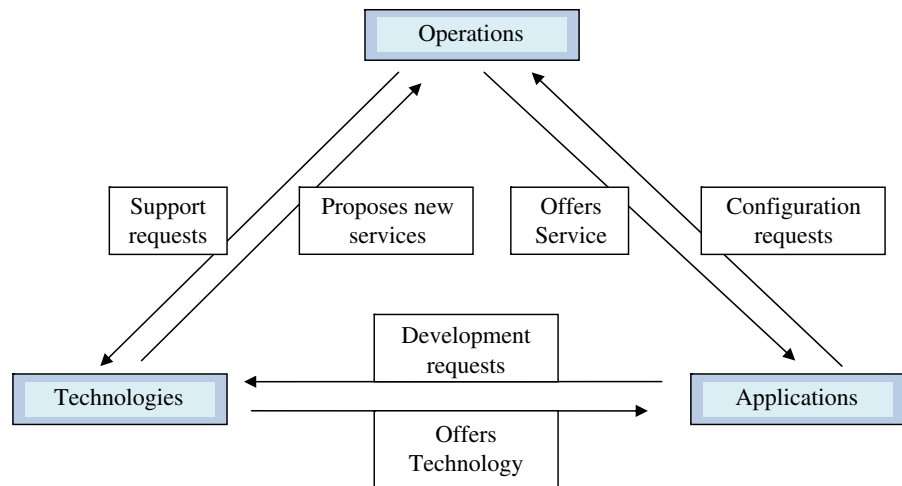 Operations
Support
requests
Proposes new
services
Offers
Service
Configuration
requests
Development
requests
Technologies
Applications
Offers
Technology